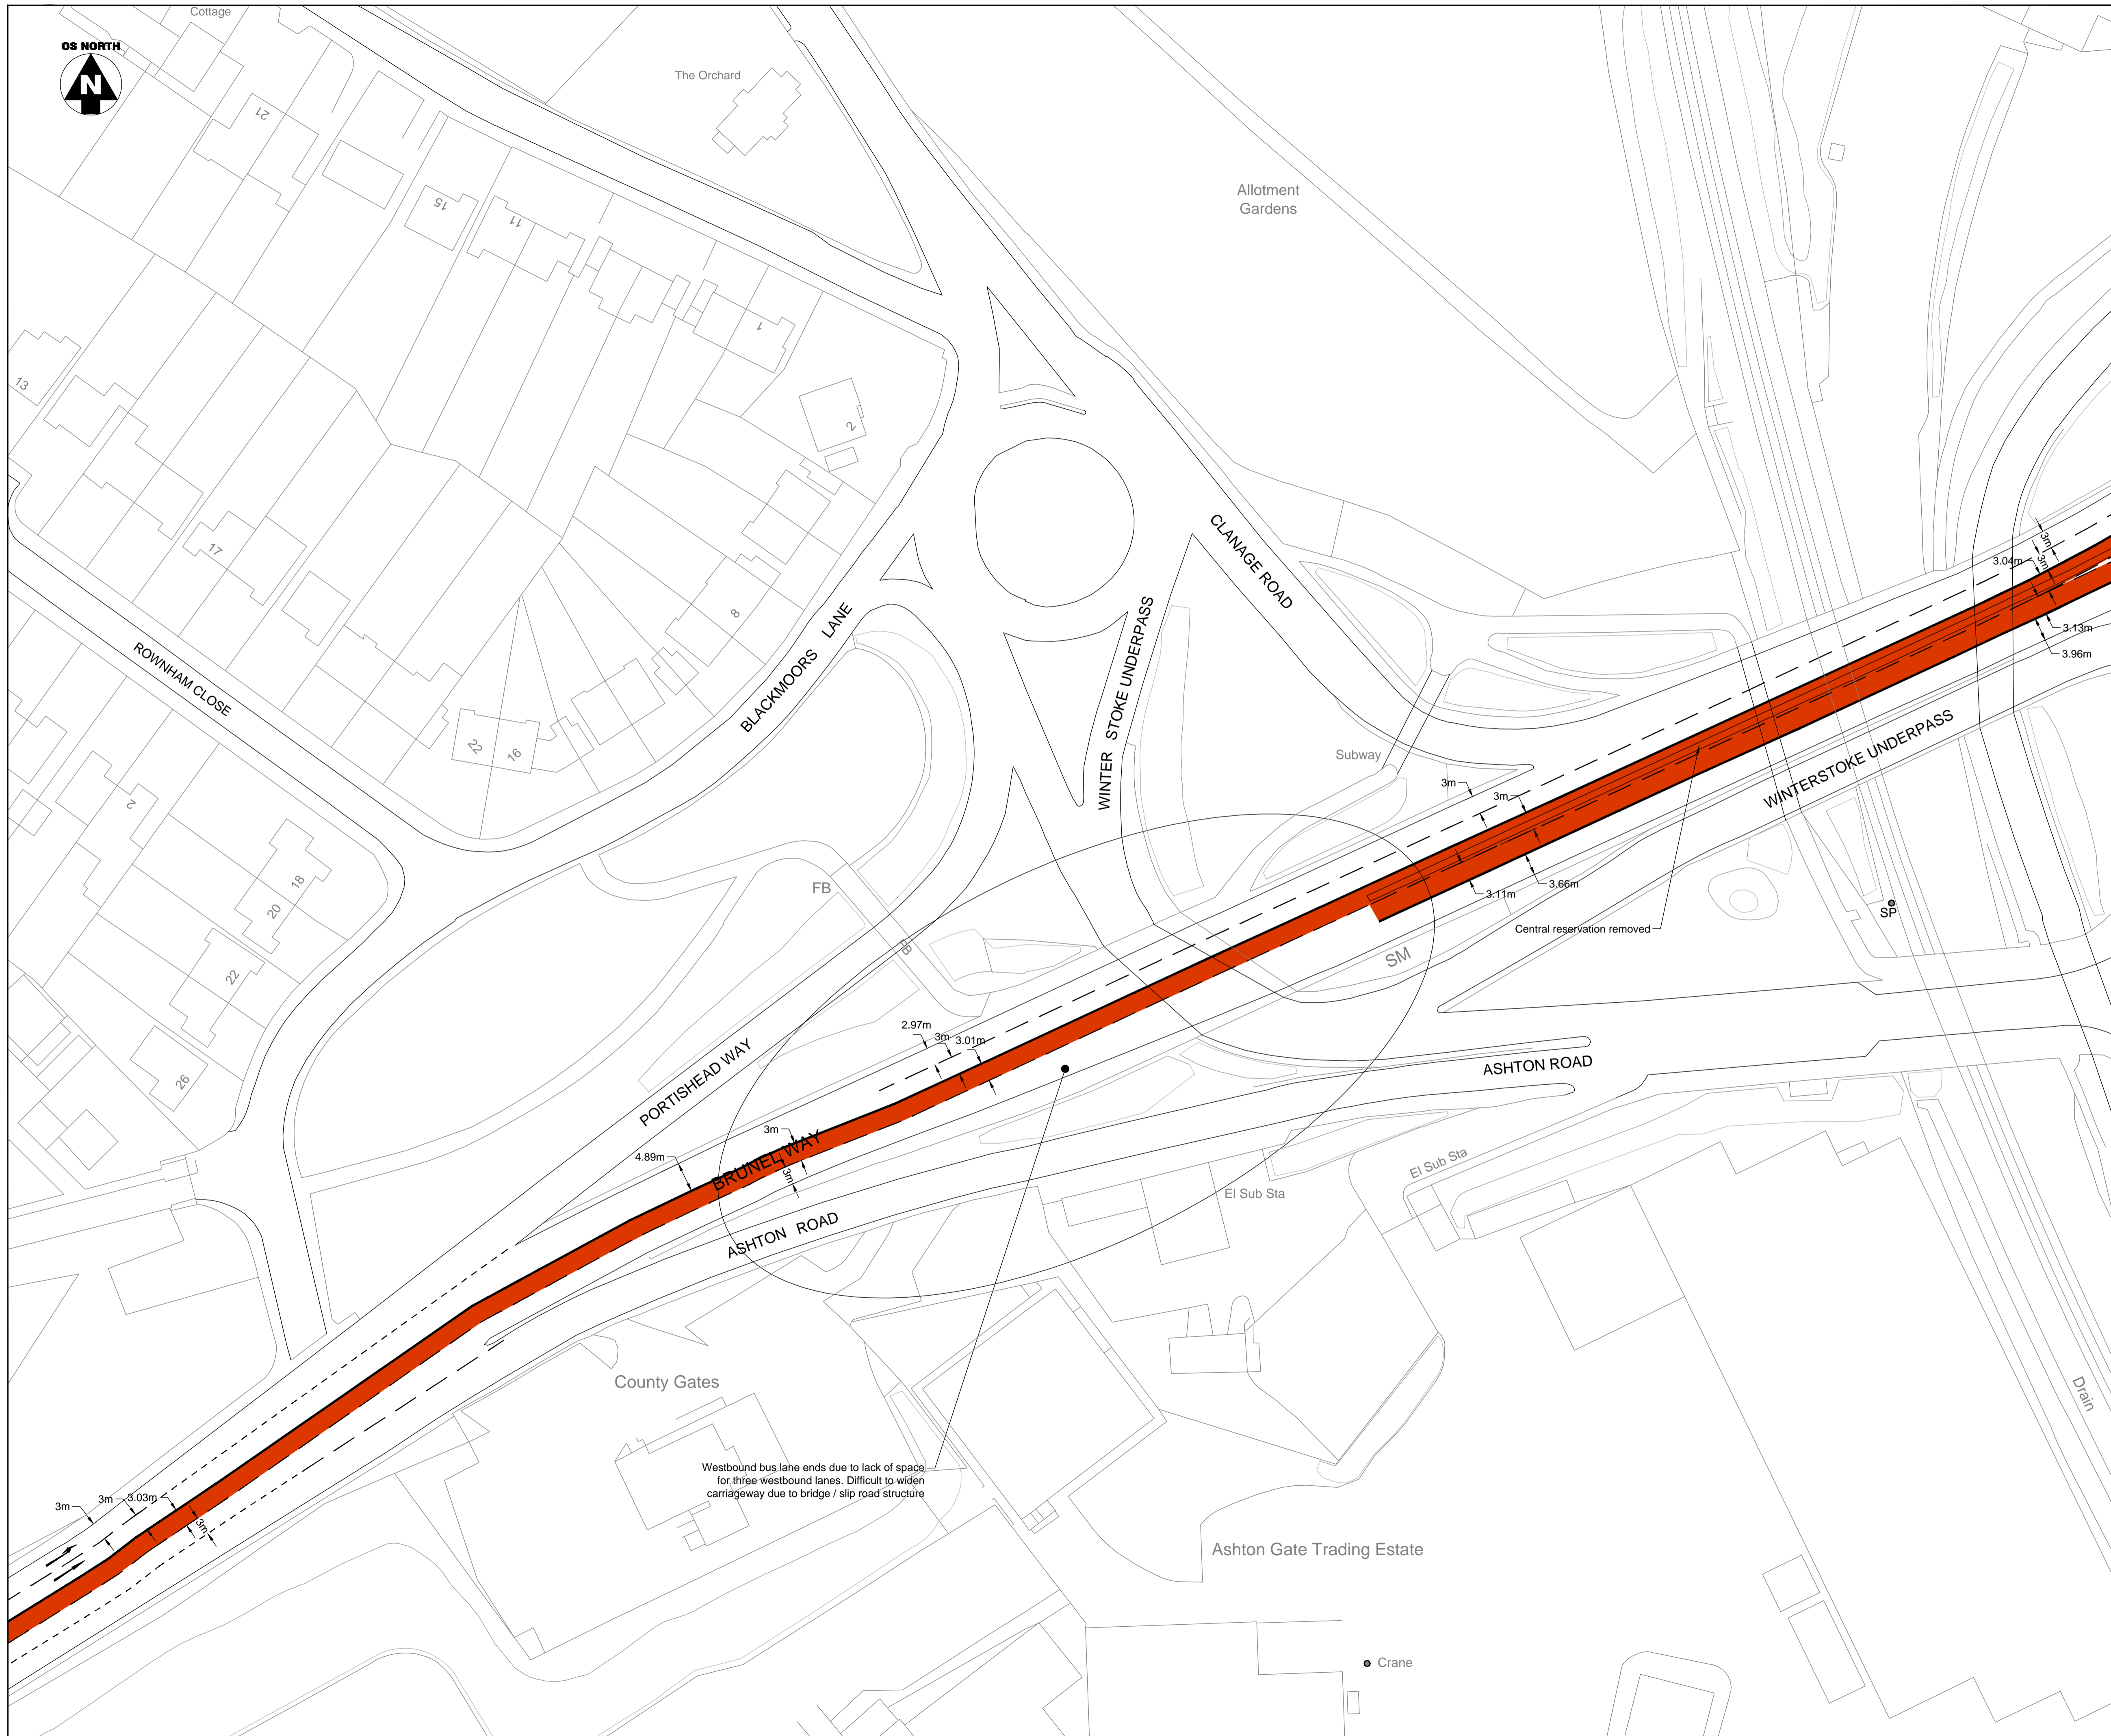 Cottage
OS NORTH
N
The Orchard
21
15
11
1
Allotment
Gardens
13
2
17
8
CLANAGE ROAD
3m
3m
3.04m
3.13m
3.96m
ROWNHAM CLOSE
BLACKMOORS LANE
WINTER STOKE UNDERPASS
22
16
2
Subway
WINTERSTOKE UNDERPASS
3m
3m
3.66m
3.11m
Central reservation removed
SP
18
20
22
26
FB
FB
SM
2.97m
3m
3.01m
PORTISHEAD WAY
ASHTON ROAD
3m
4.89m
BRUNEL WAY
3m
ASHTON ROAD
El Sub Sta
El Sub Sta
County Gates
Drain
Westbound bus lane ends due to lack of space
for three westbound lanes. Difficult to widen
carriageway due to bridge / slip road structure
3m
3m
3.03m
3m
Ashton Gate Trading Estate
Crane